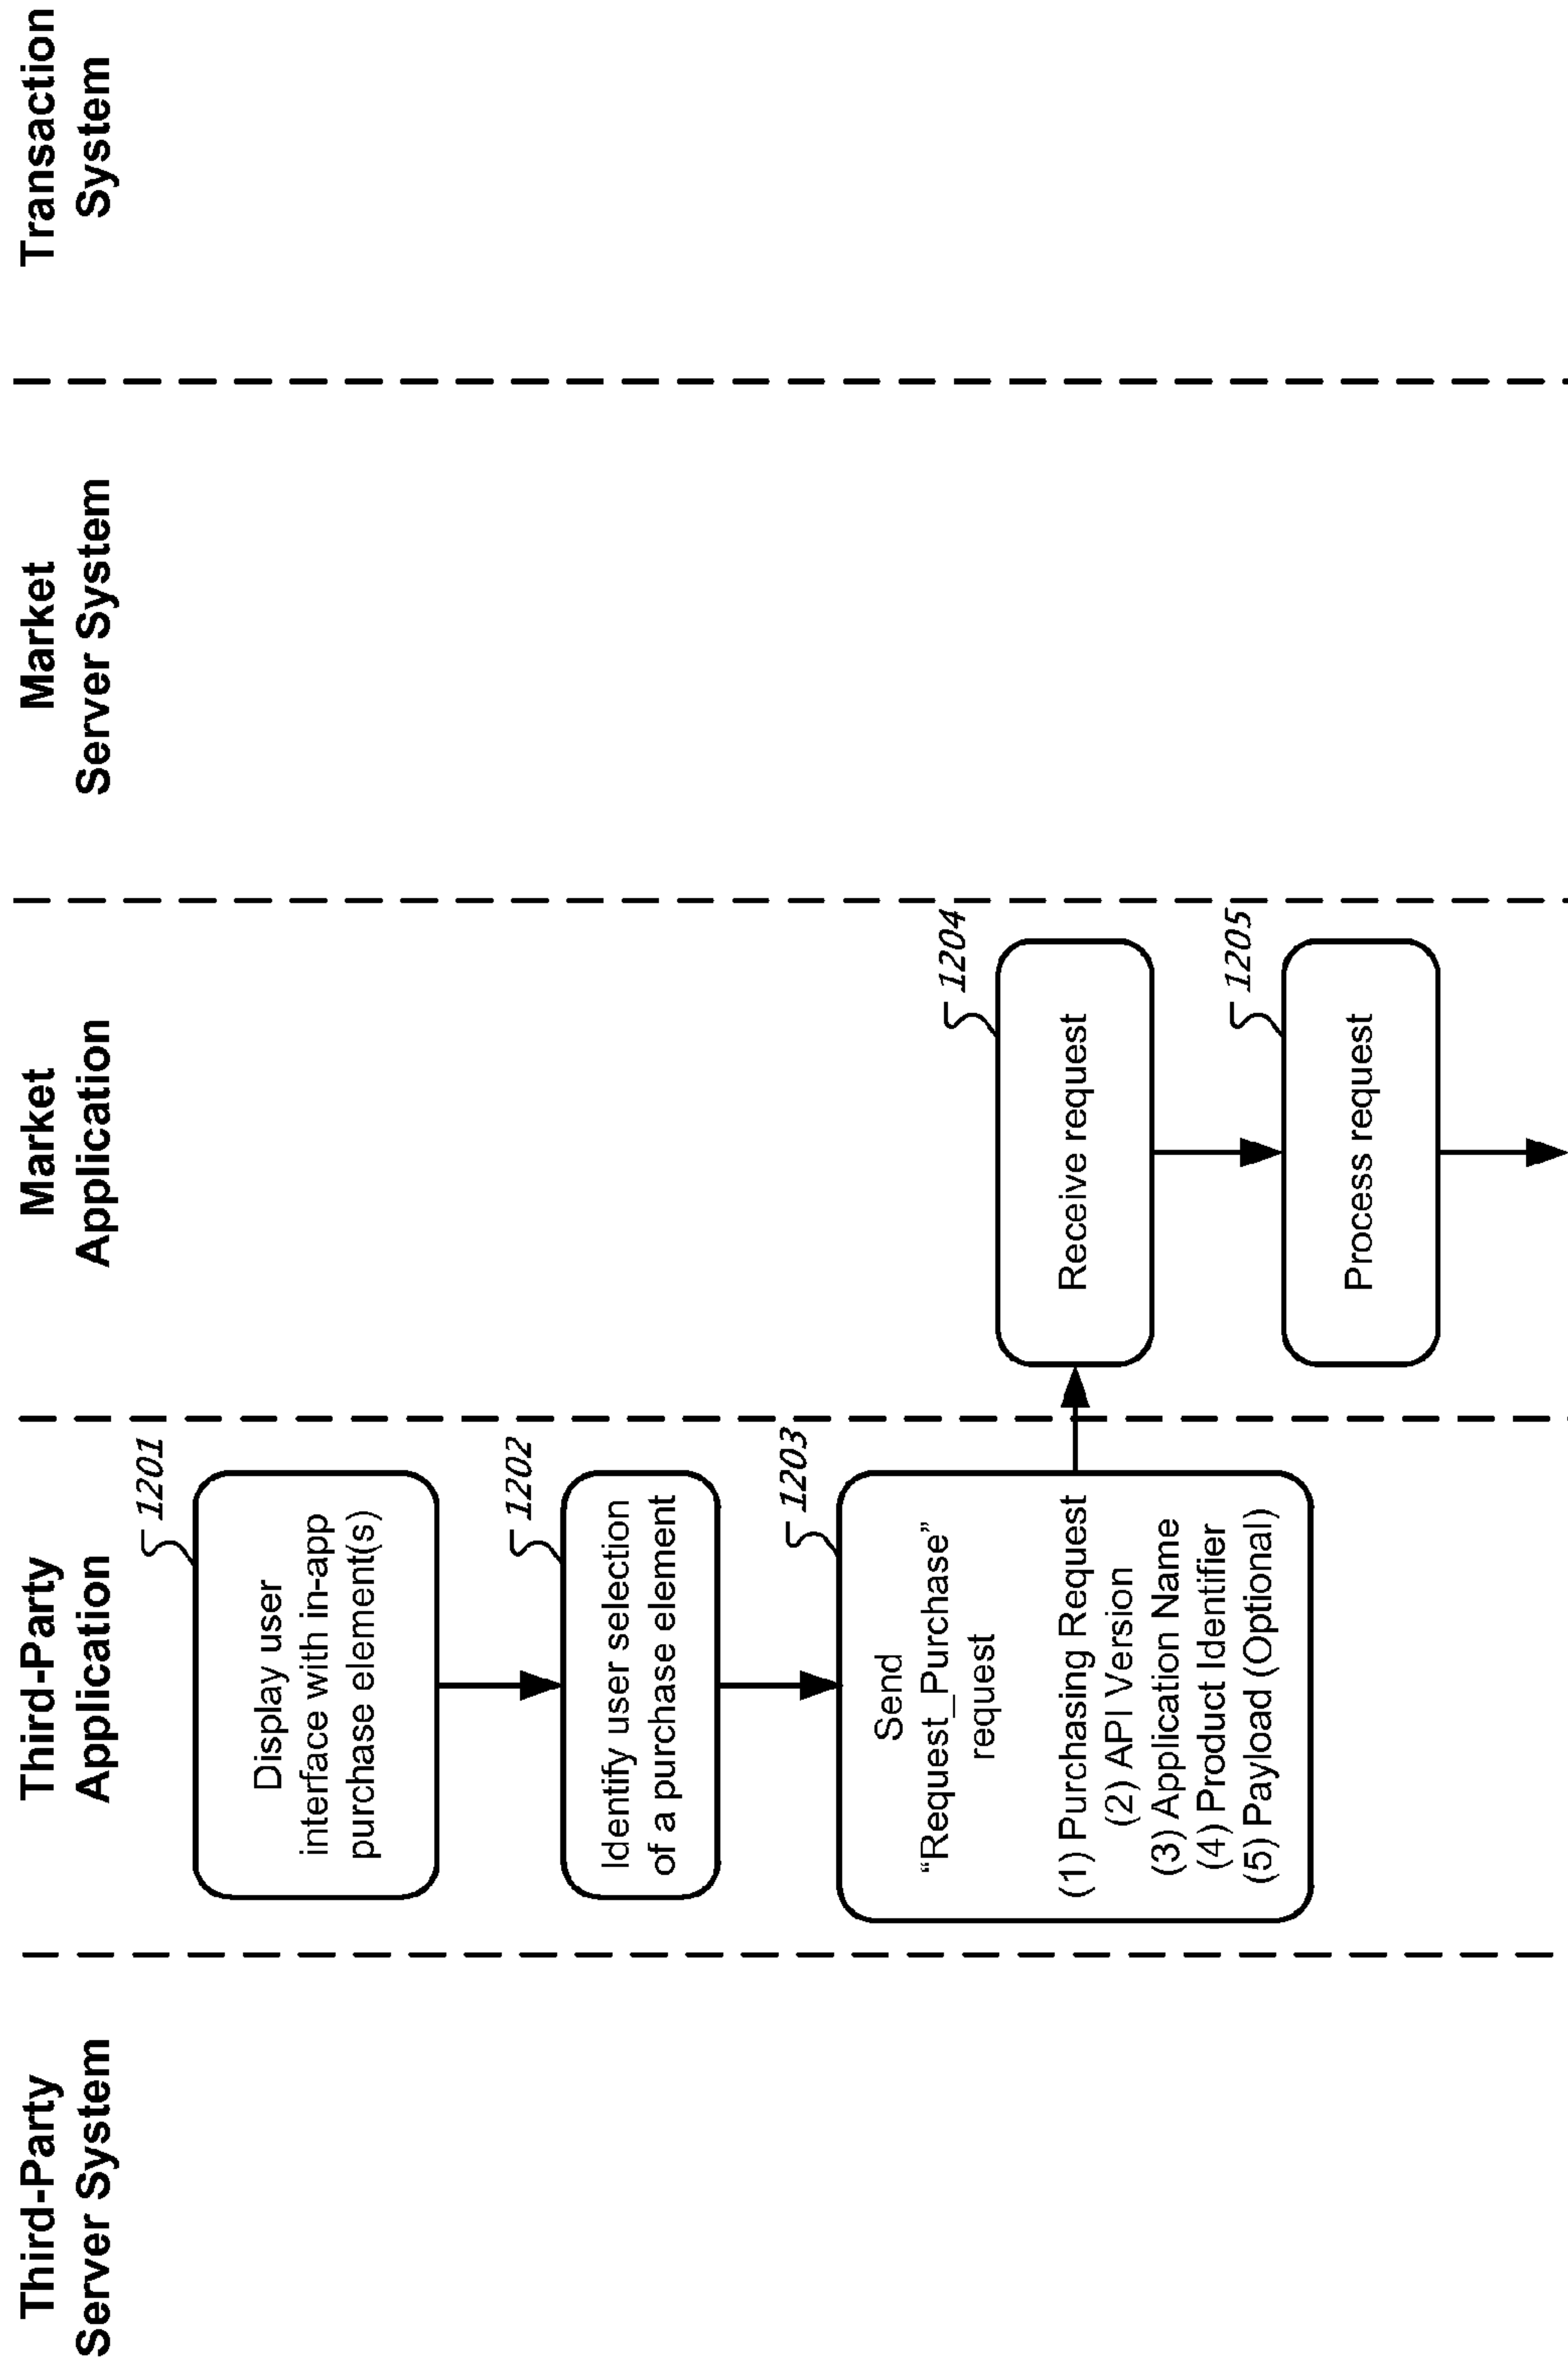 Third-Party
Server System
Third-Party
Application
Market
Application
Market
Server System
Transaction
System
1201
Display user
interface with in-app
purchase element(s)
1202
Identify user selection
of a purchase element
1203
Send
“Request_Purchase”
request
(1) Purchasing Request
(2) API Version
(3) Application Name
(4) Product Identifier
(5) Payload (Optional)
1204
Receive request
1205
Process request